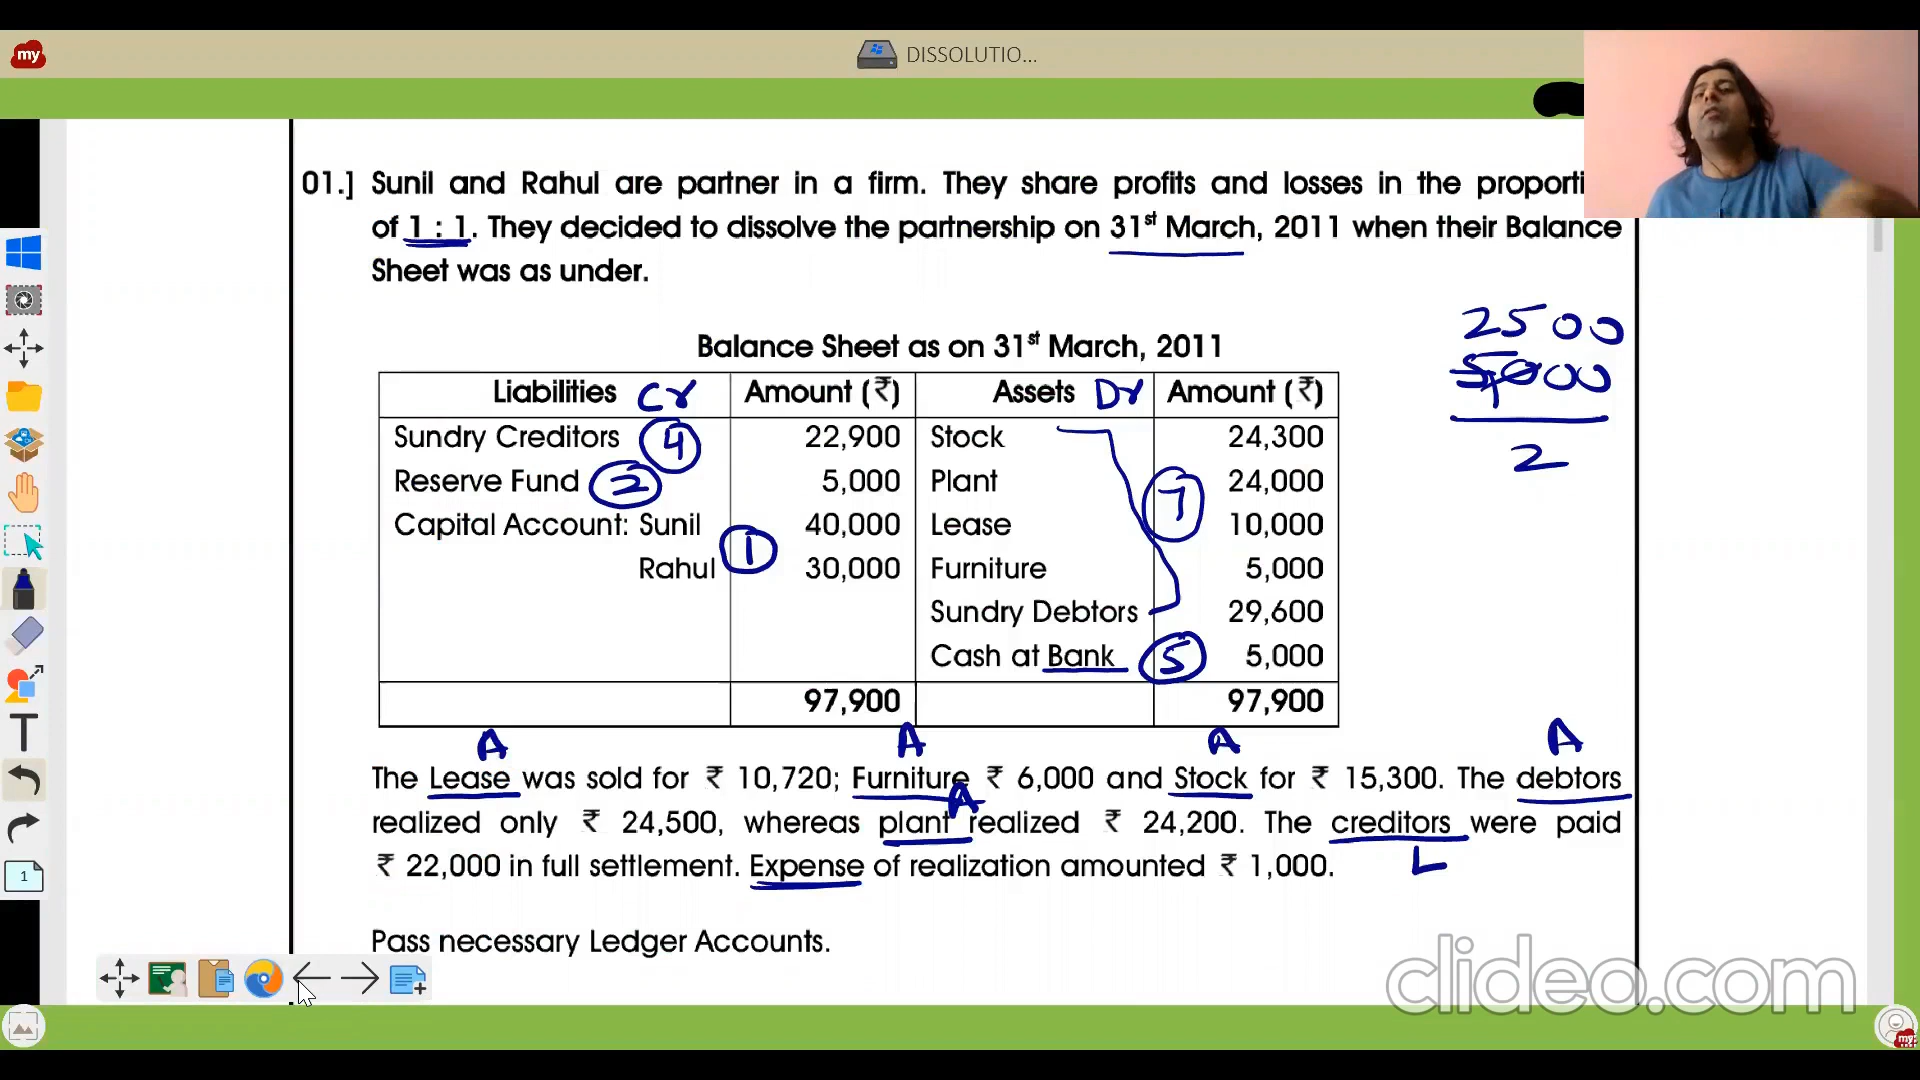 my
DISSOLUTIO...
01.] Sunil and Rahul are partner in a firm. They share profits and losses in the proporti
of 1 : 1. They decided to dissolve the partnership on 31st March, 2011 when their Balance
Sheet was as under.
2500
5000
2
Balance Sheet as on 31st March, 2011
Liabilities Cr Amount (₹) Assets Dr Amount (₹)
Sundry Creditors 4 22,900 Stock 24,300
Reserve Fund 2 5,000 Plant 7 24,000
Capital Account: Sunil 40,000 Lease 10,000
Rahul 1 30,000 Furniture 5,000
Sundry Debtors 29,600
Cash at Bank 5 5,000
97,900 97,900
A A A A
The Lease was sold for ₹ 10,720; Furniture ₹ 6,000 and Stock for ₹ 15,300. The debtors
A
realized only ₹ 24,500, whereas plant realized ₹ 24,200. The creditors were paid
L
₹ 22,000 in full settlement. Expense of realization amounted ₹ 1,000.
Pass necessary Ledger Accounts.
T
1
clideo.com
my